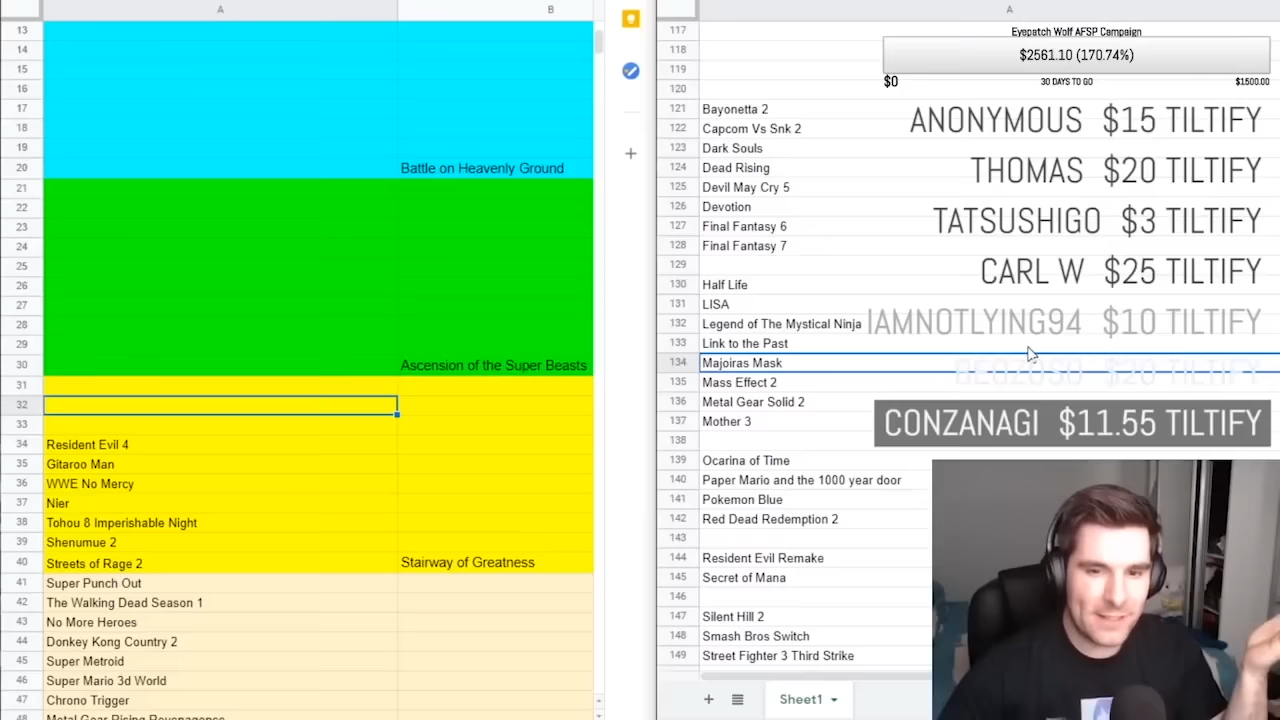 A
B
13
14
15
16
17
18
19
20 Battle on Heavenly Ground
21
22
23
24
25
26
27
28
29
30 Ascension of the Super Beasts
31
32
33
34 Resident Evil 4
35 Gitaroo Man
36 WWE No Mercy
37 Nier
38 Tohou 8 Imperishable Night
39 Shenumue 2
40 Streets of Rage 2 Stairway of Greatness
41 Super Punch Out
42 The Walking Dead Season 1
43 No More Heroes
44 Donkey Kong Country 2
45 Super Metroid
46 Super Mario 3d World
47 Chrono Trigger
48 Metal Gear Rising Revengeance
A
117
118
119
120
121 Bayonetta 2
122 Capcom Vs Snk 2
123 Dark Souls
124 Dead Rising
125 Devil May Cry 5
126 Devotion
127 Final Fantasy 6
128 Final Fantasy 7
129
130 Half Life
131 LISA
132 Legend of The Mystical Ninja
133 Link to the Past
134 Majoiras Mask
135 Mass Effect 2
136 Metal Gear Solid 2
137 Mother 3
138
139 Ocarina of Time
140 Paper Mario and the 1000 year door
141 Pokemon Blue
142 Red Dead Redemption 2
143
144 Resident Evil Remake
145 Secret of Mana
146
147 Silent Hill 2
148 Smash Bros Switch
149 Street Fighter 3 Third Strike
Sheet1
Eyepatch Wolf AFSP Campaign
$2561.10 (170.74%)
$0 30 DAYS TO GO $1500.00
ANONYMOUS $15 TILTIFY
THOMAS $20 TILTIFY
TATSUSHIGO $3 TILTIFY
CARL W $25 TILTIFY
IAMNOTLYING94 $10 TILTIFY
$20 TILTIFY
CONZANAGI $11.55 TILTIFY